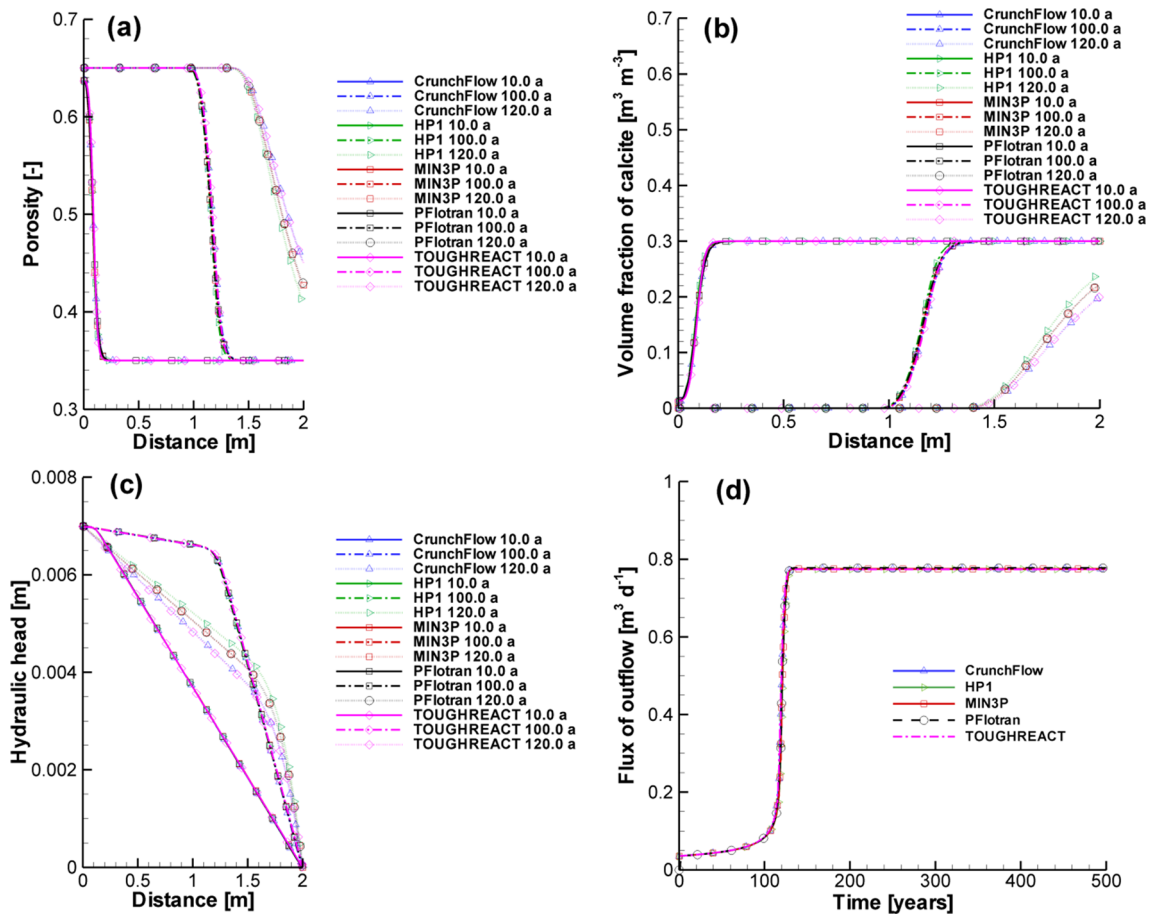 (a)
0.7
0.6
0.5
0.4
0.3
Porosity [-]
0
0.5
1
1.5
2
Distance [m]
CrunchFlow 10.0 a
CrunchFlow 100.0 a
CrunchFlow 120.0 a
HP1 10.0 a
HP1 100.0 a
HP1 120.0 a
MIN3P 10.0 a
MIN3P 100.0 a
MIN3P 120.0 a
PFlotran 10.0 a
PFlotran 100.0 a
PFlotran 120.0 a
TOUGHREACT 10.0 a
TOUGHREACT 100.0 a
TOUGHREACT 120.0 a
(b)
0.7
0.6
0.5
0.4
0.3
0.2
0.1
0
Volume fraction of calcite [m³ m⁻³]
0
0.5
1
1.5
2
Distance [m]
CrunchFlow 10.0 a
CrunchFlow 100.0 a
CrunchFlow 120.0 a
HP1 10.0 a
HP1 100.0 a
HP1 120.0 a
MIN3P 10.0 a
MIN3P 100.0 a
MIN3P 120.0 a
PFlotran 10.0 a
PFlotran 100.0 a
PFlotran 120.0 a
TOUGHREACT 10.0 a
TOUGHREACT 100.0 a
TOUGHREACT 120.0 a
(c)
0.008
0.006
0.004
0.002
0
Hydraulic head [m]
0
0.5
1
1.5
2
Distance [m]
CrunchFlow 10.0 a
CrunchFlow 100.0 a
CrunchFlow 120.0 a
HP1 10.0 a
HP1 100.0 a
HP1 120.0 a
MIN3P 10.0 a
MIN3P 100.0 a
MIN3P 120.0 a
PFlotran 10.0 a
PFlotran 100.0 a
PFlotran 120.0 a
TOUGHREACT 10.0 a
TOUGHREACT 100.0 a
TOUGHREACT 120.0 a
(d)
1
0.8
0.6
0.4
0.2
0
Flux of outflow [m³ d⁻¹]
0
100
200
300
400
500
Time [years]
CrunchFlow
HP1
MIN3P
PFlotran
TOUGHREACT